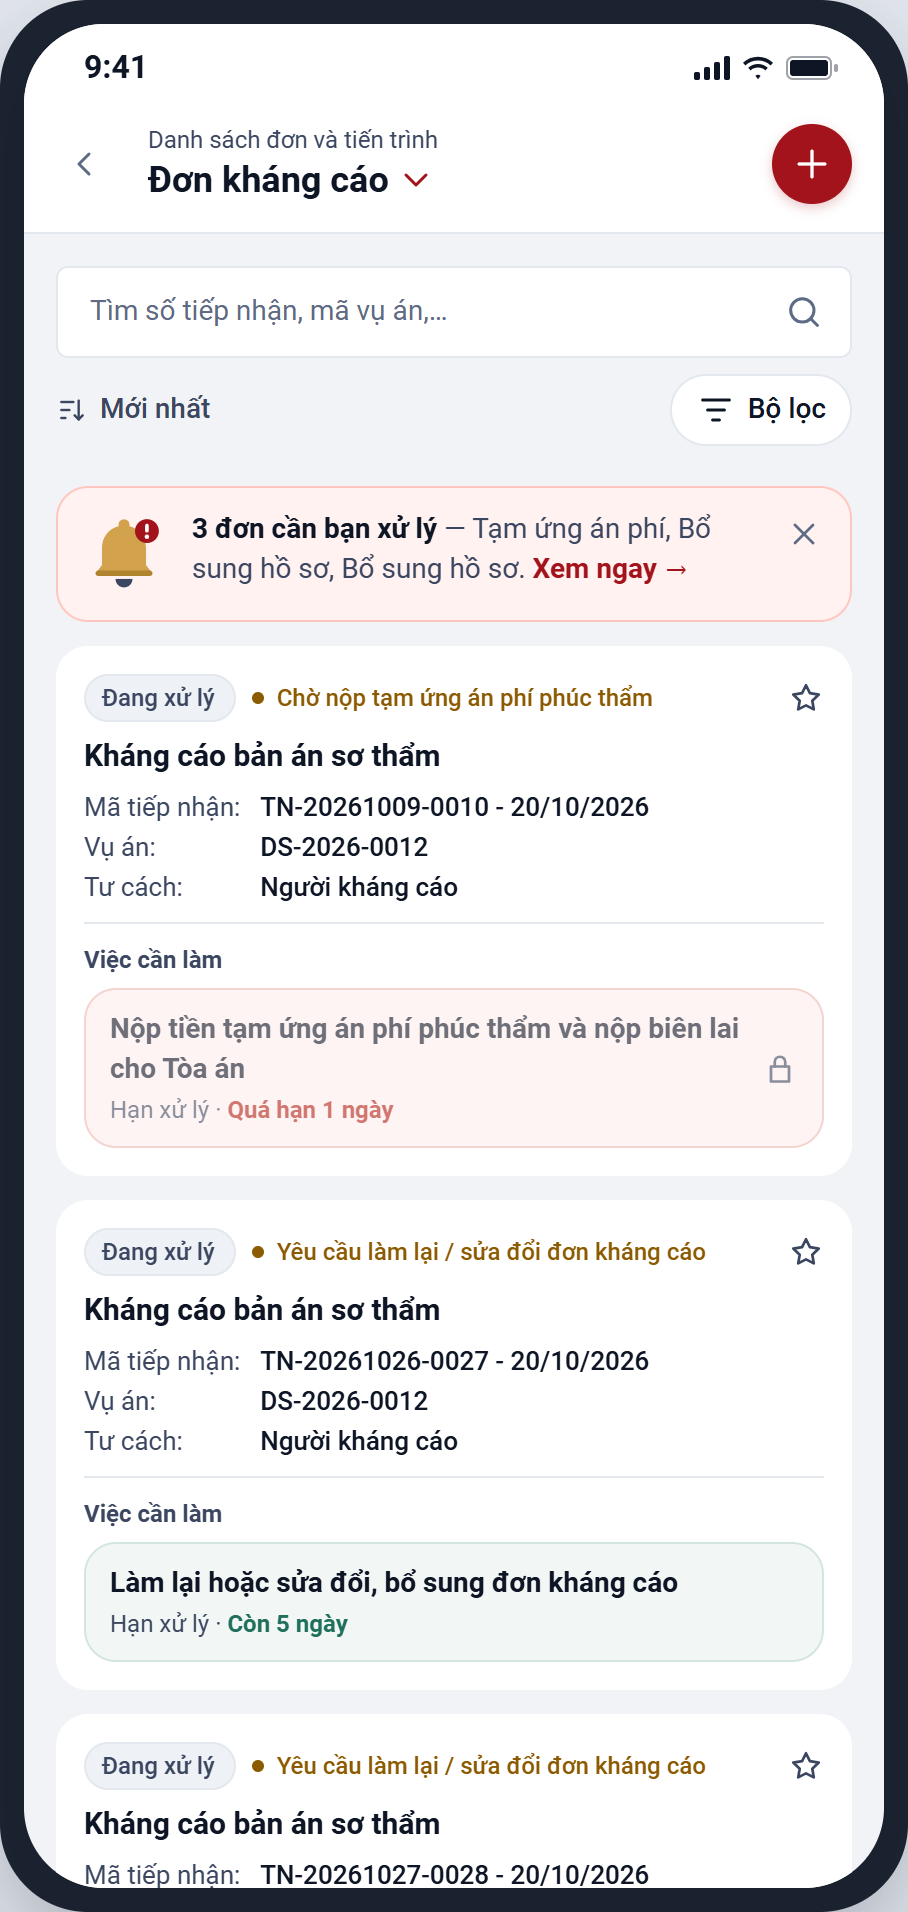 9:41
Danh sách đơn và tiến trình
Đơn kháng cáo
Tìm số tiếp nhận, mã vụ án,...
Mới nhất
Bộ lọc
3 đơn cần bạn xử lý — Tạm ứng án phí, Bổ
sung hồ sơ, Bổ sung hồ sơ. Xem ngay →
Đang xử lý • Chờ nộp tạm ứng án phí phúc thẩm
Kháng cáo bản án sơ thẩm
Mã tiếp nhận: TN-20261009-0010 - 20/10/2026
Vụ án: DS-2026-0012
Tư cách: Người kháng cáo
Việc cần làm
Nộp tiền tạm ứng án phí phúc thẩm và nộp biên lai
cho Tòa án
Hạn xử lý · Quá hạn 1 ngày
Đang xử lý • Yêu cầu làm lại / sửa đổi đơn kháng cáo
Kháng cáo bản án sơ thẩm
Mã tiếp nhận: TN-20261026-0027 - 20/10/2026
Vụ án: DS-2026-0012
Tư cách: Người kháng cáo
Việc cần làm
Làm lại hoặc sửa đổi, bổ sung đơn kháng cáo
Hạn xử lý · Còn 5 ngày
Đang xử lý • Yêu cầu làm lại / sửa đổi đơn kháng cáo
Kháng cáo bản án sơ thẩm
Mã tiếp nhận: TN-20261027-0028 - 20/10/2026